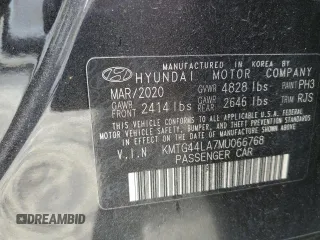 MANUFACTURED IN KOREA BY
HYUNDAI MOTOR COMPANY
MAR/2020 GVWR 4828 lbs PAINT PH3
GAWR FRONT 2414 lbs GAWR REAR 2646 lbs TRIM RJS
THIS VEHICLE CONFORMS TO ALL APPLICABLE U.S. FEDERAL
MOTOR VEHICLE SAFETY, BUMPER, AND THEFT PREVENTION
STANDARDS IN EFFECT ON THE DATE OF MANUFACTURE SHOWN ABOVE.
V.I.N KMTG44LA7MU066768
PASSENGER CAR
DREAMBID